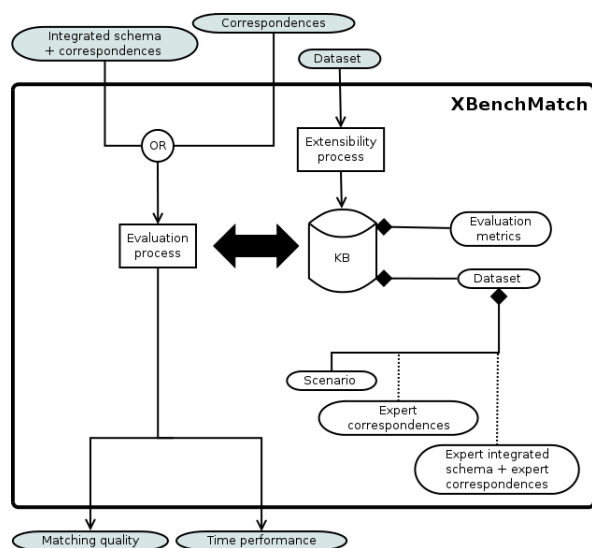 Integrated schema
+ correspondences
Correspondences
Dataset
XBenchMatch
OR
Extensibility
process
Evaluation
process
KB
Evaluation
metrics
Dataset
Scenario
Expert
correspondences
Expert integrated
schema + expert
correspondences
Matching quality
Time performance